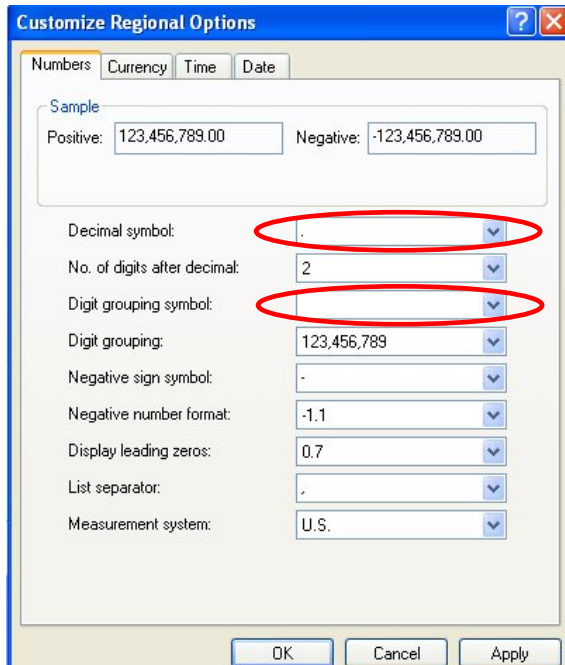 Customize Regional Options
Numbers Currency Time Date
Sample
Positive: 123,456,789.00 Negative: -123,456,789.00
Decimal symbol: .
No. of digits after decimal: 2
Digit grouping symbol:
Digit grouping: 123,456,789
Negative sign symbol: -
Negative number format: -1.1
Display leading zeros: 0.7
List separator: ,
Measurement system: U.S.
OK Cancel Apply